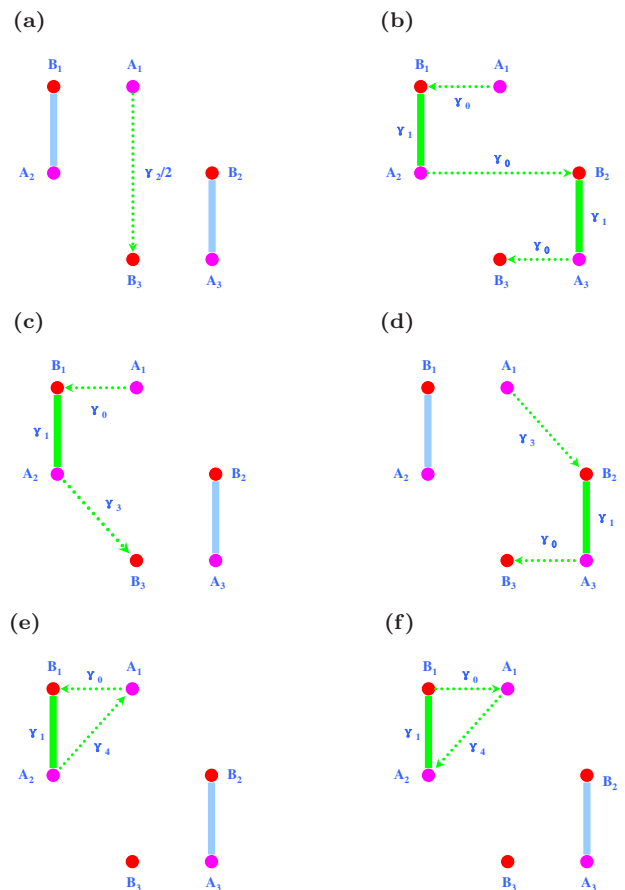 (a) (b)
B₁ A₁ B₁ A₁
γ₀
γ₁
A₂ γ₂/2 B₂ A₂ γ₀ B₂
γ₁
γ₀
B₃ A₃ B₃ A₃
(c) (d)
B₁ A₁ B₁ A₁
γ₀
γ₁ γ₃
A₂ B₂ A₂ B₂
γ₃
γ₁
γ₀
B₃ A₃ B₃ A₃
(e) (f)
B₁ A₁ B₁ A₁
γ₀ γ₀
γ₁ γ₄ γ₁ γ₄
A₂ B₂ A₂ B₂
B₃ A₃ B₃ A₃